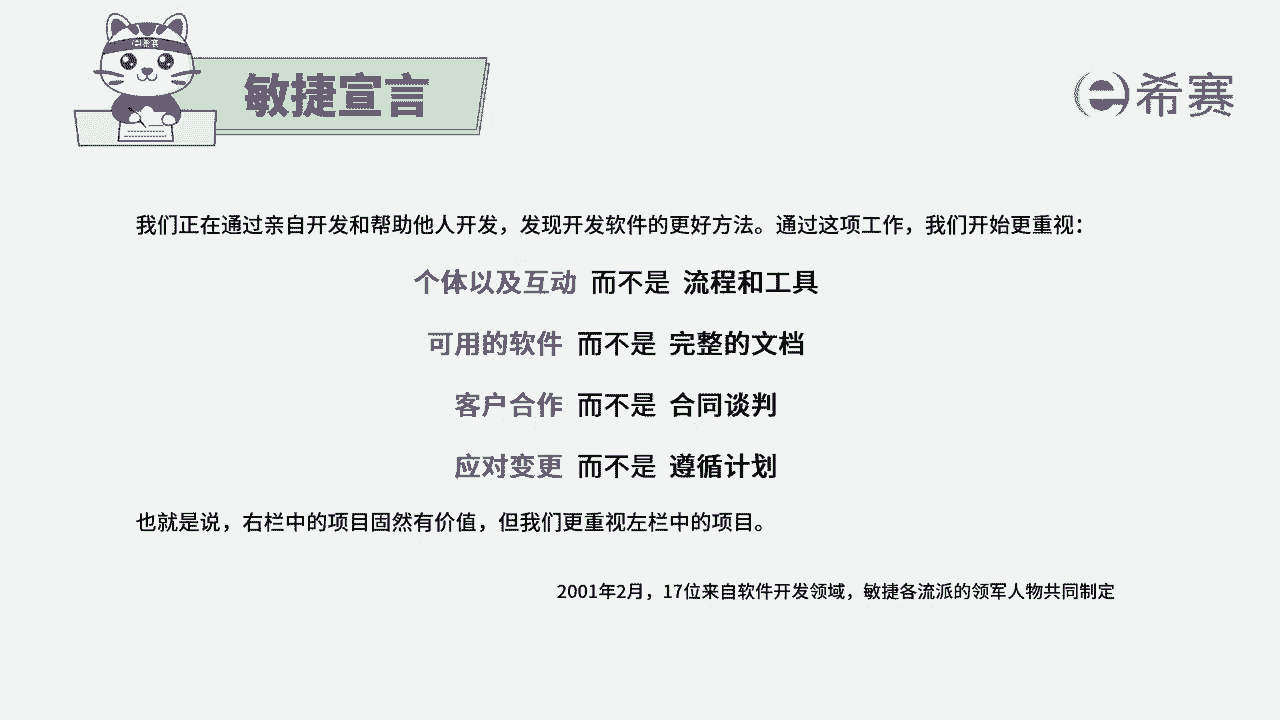 希赛
敏捷宣言
希赛
我们正在通过亲自开发和帮助他人开发，发现开发软件的更好方法。通过这项工作，我们开始更重视：
个体以及互动 而不是 流程和工具
可用的软件 而不是 完整的文档
客户合作 而不是 合同谈判
应对变更 而不是 遵循计划
也就是说，右栏中的项目固然有价值，但我们更重视左栏中的项目。
2001年2月，17位来自软件开发领域，敏捷各流派的领军人物共同制定